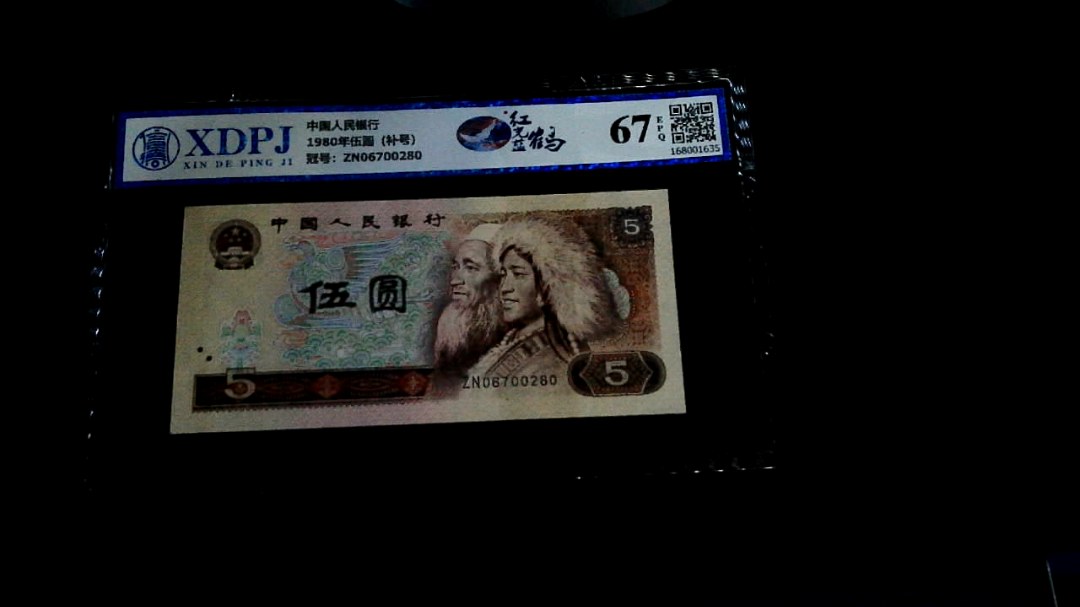 XDPJ
XIN DE PING JI
中国人民银行
1980年伍圆（补号）
冠号：ZN06700280
红光蓝鹤
67 EPQ
168001635
中国人民银行
5
伍圆
5
ZN06700280
5